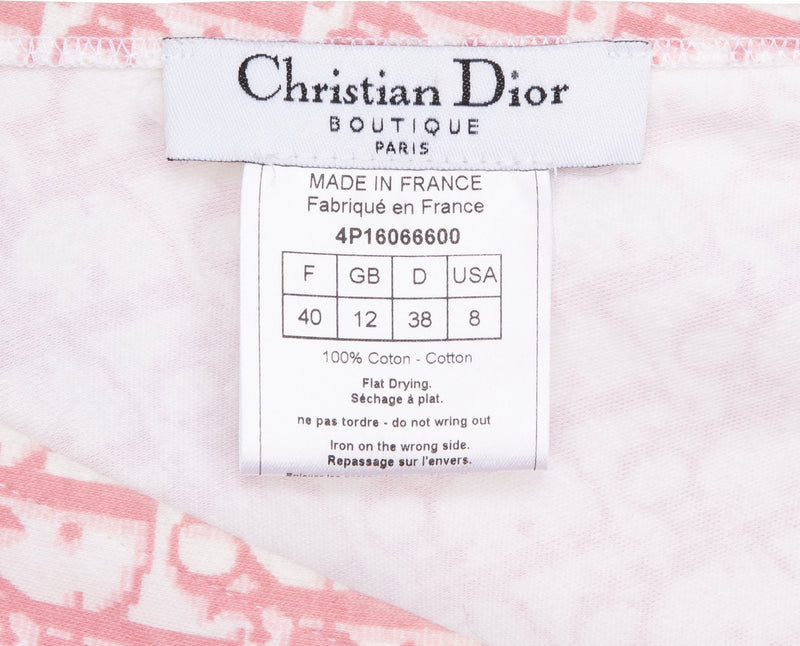 Christian Dior
BOUTIQUE
PARIS
MADE IN FRANCE
Fabriqué en France
4P16066600
F GB D USA
40 12 38 8
100% Coton - Cotton
Flat Drying.
Séchage à plat.
ne pas tordre - do not wring out
Iron on the wrong side.
Repassage sur l'envers.